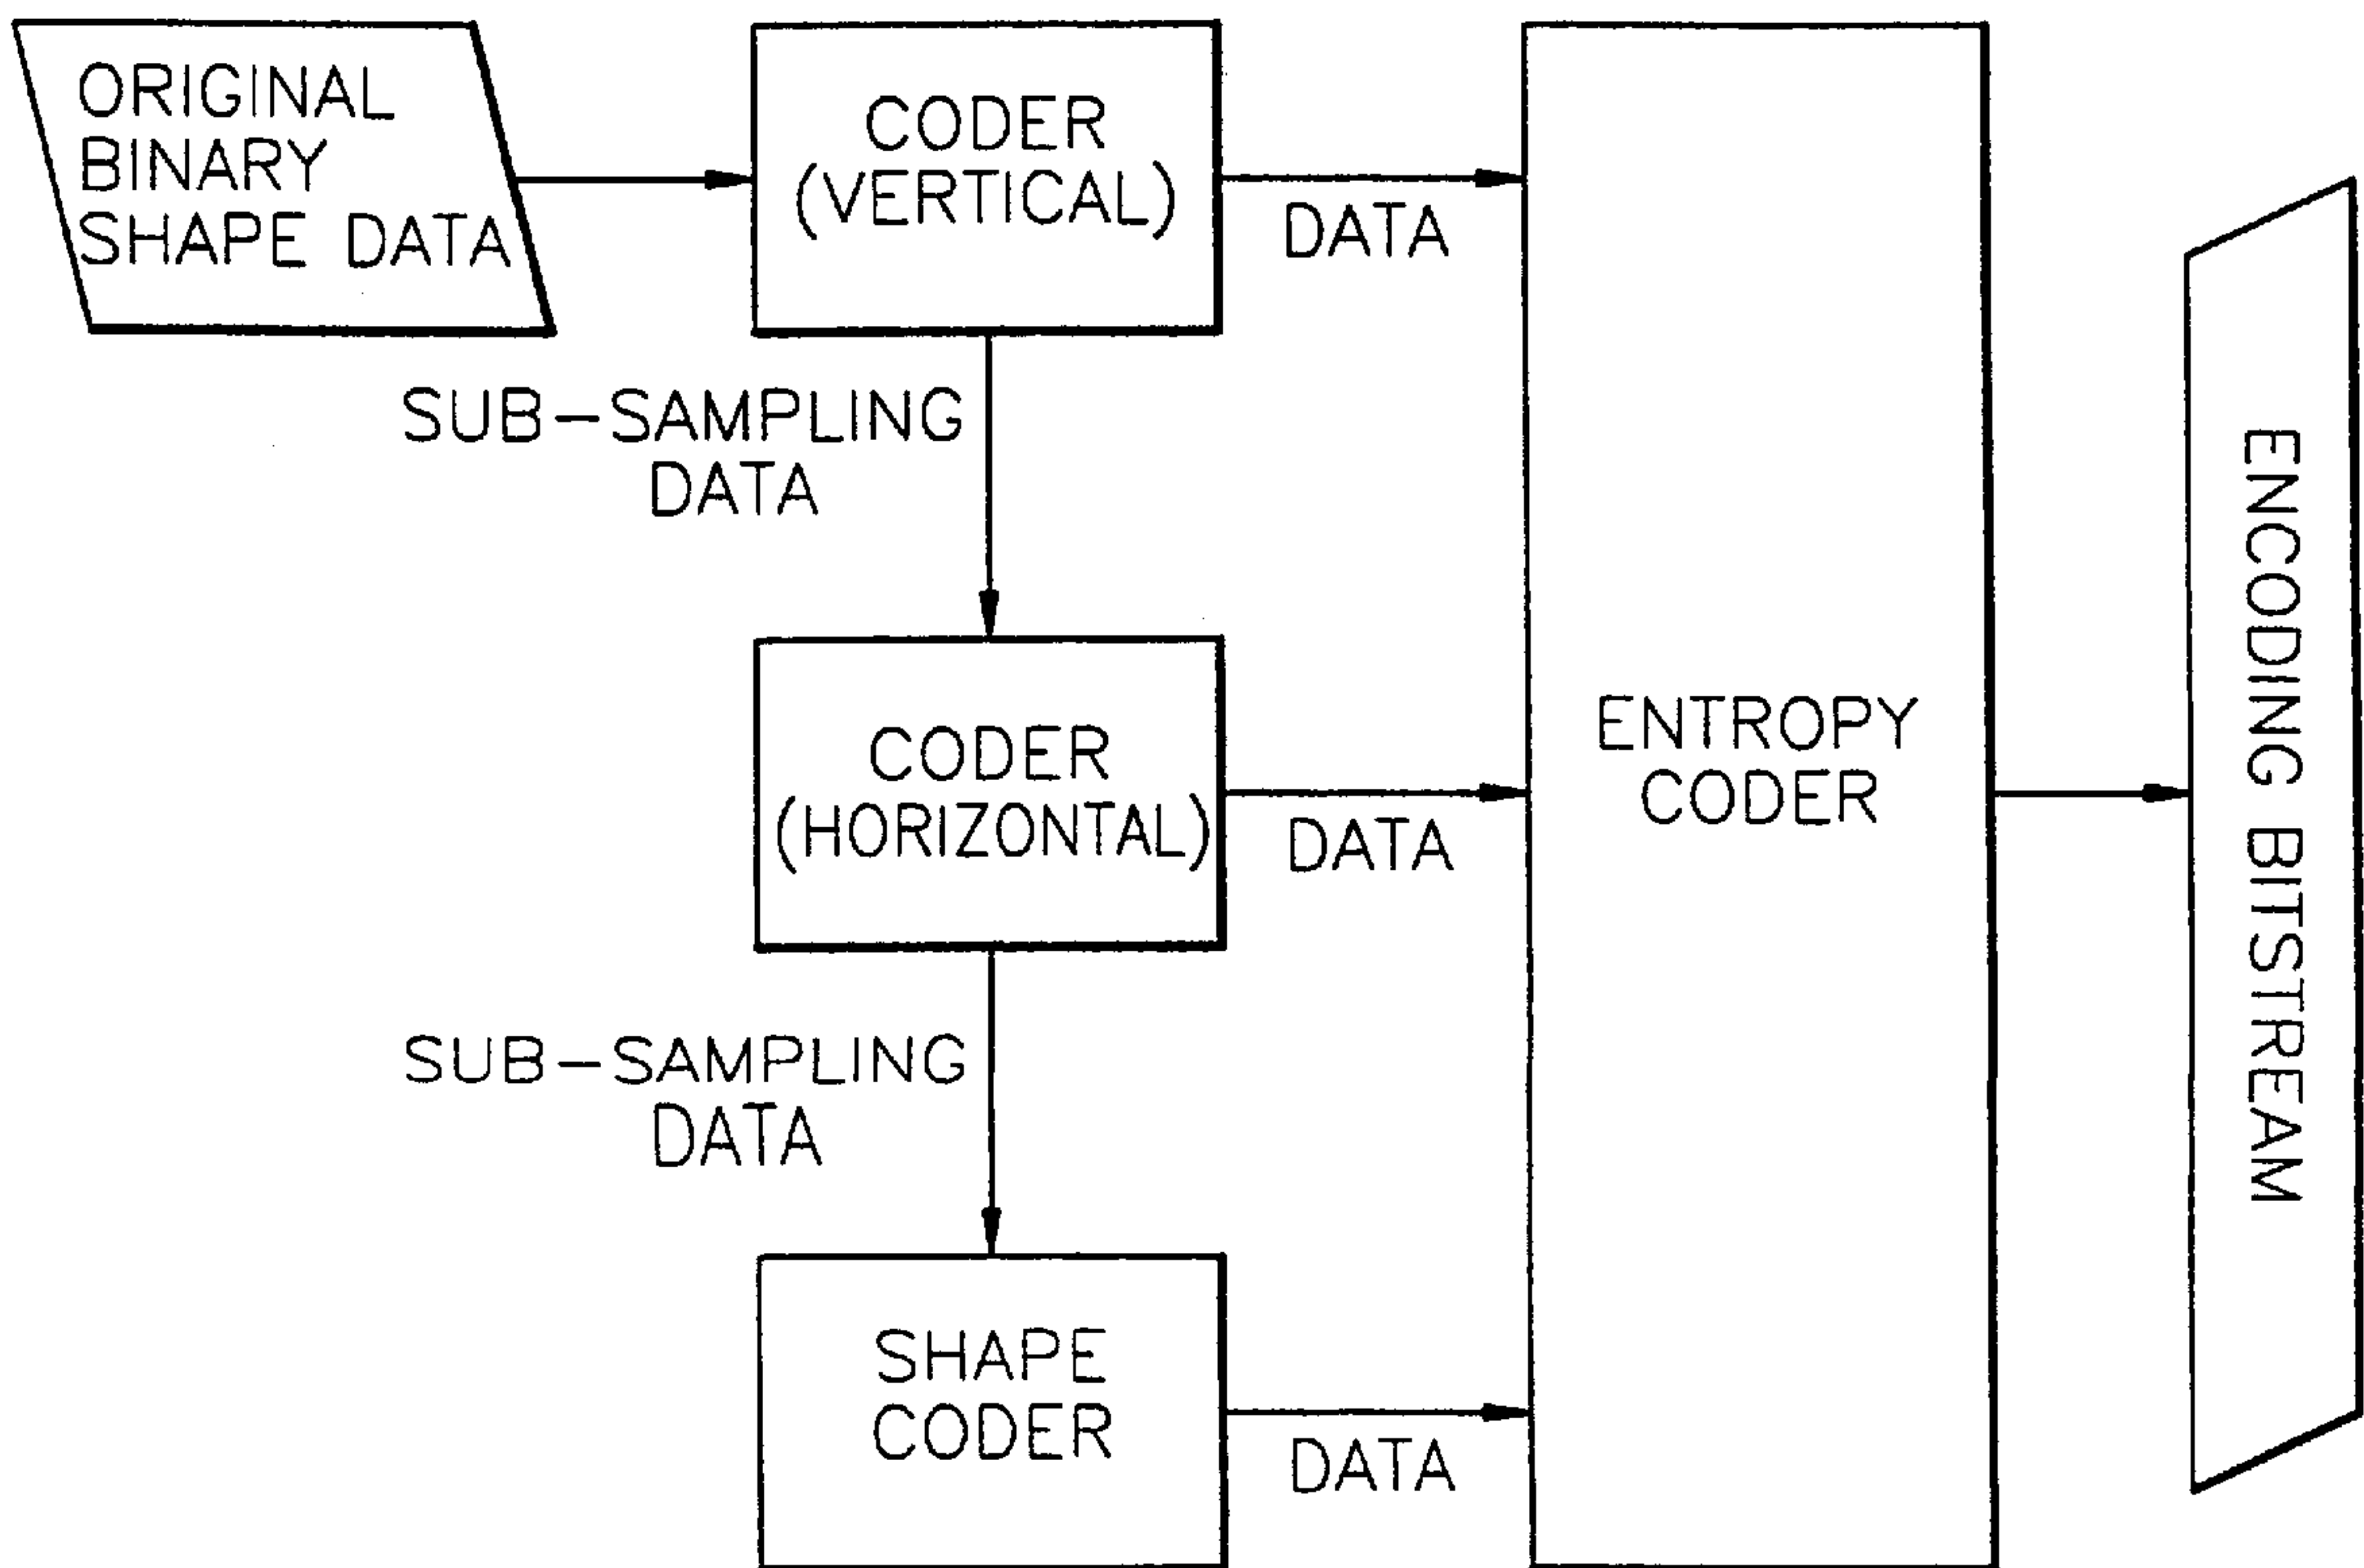 ORIGINAL
BINARY
SHAPE DATA
CODER
(VERTICAL)
DATA
SUB-SAMPLING
DATA
CODER
(HORIZONTAL)
DATA
ENTROPY
CODER
ENCODING BITSTREAM
SUB-SAMPLING
DATA
SHAPE
CODER
DATA